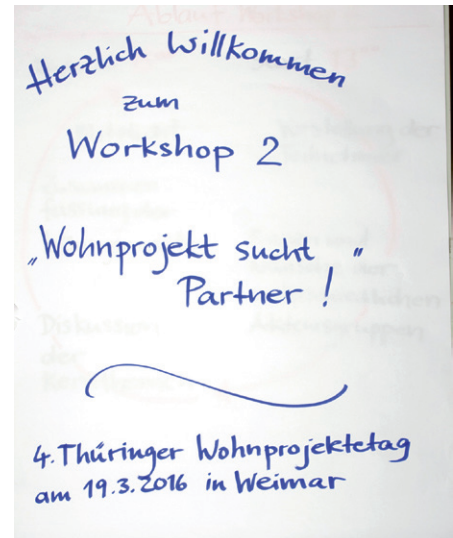 Herzlich Willkommen
zum
Workshop 2
„Wohnprojekt sucht "
Partner !
4. Thüringer Wohnprojektetag
am 19.3.2016 in Weimar